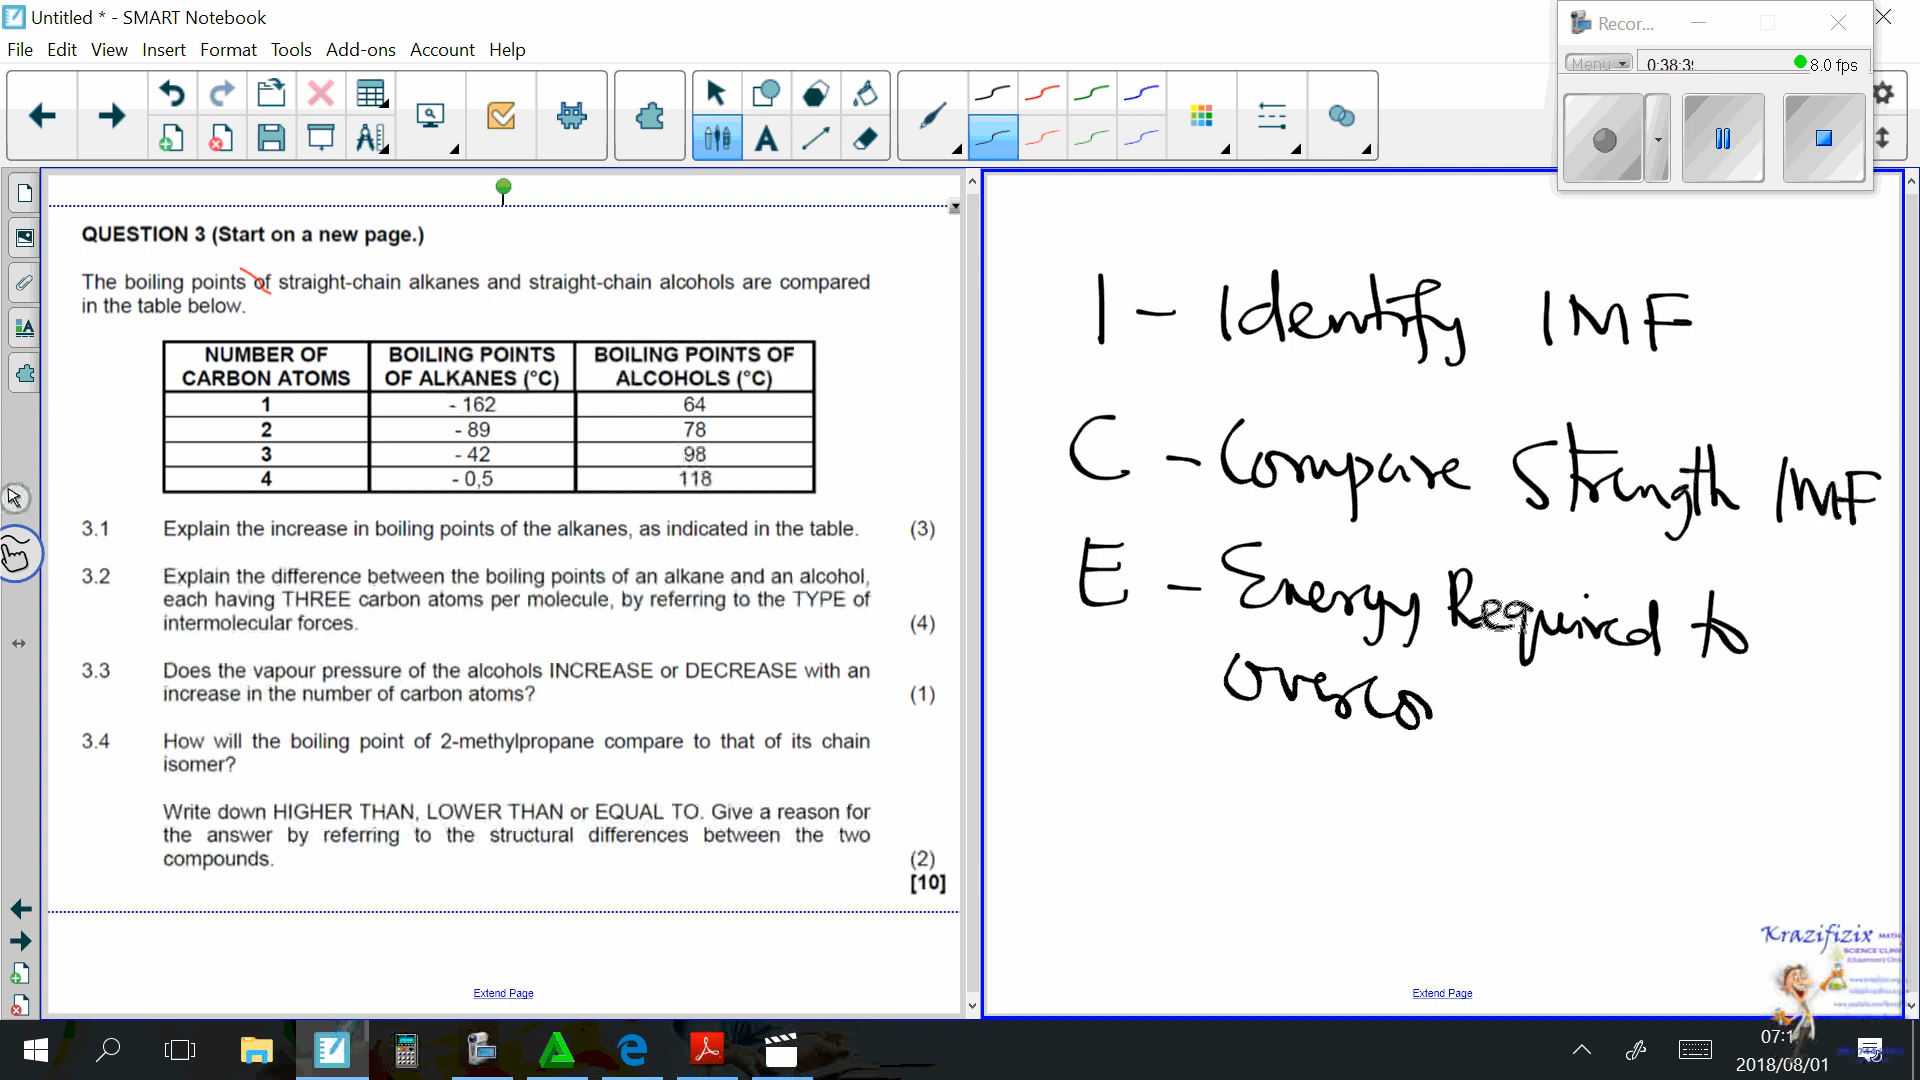 Untitled * - SMART Notebook
File Edit View Insert Format Tools Add-ons Account Help
Recor...
Menu
8.0 fps
QUESTION 3 (Start on a new page.)
The boiling points of straight-chain alkanes and straight-chain alcohols are compared
in the table below.
NUMBER OF CARBON ATOMS BOILING POINTS OF ALKANES (°C) BOILING POINTS OF ALCOHOLS (°C)
1 - 162 64
2 - 89 78
3 - 42 98
4 - 0,5 118
3.1 Explain the increase in boiling points of the alkanes, as indicated in the table. (3)
3.2 Explain the difference between the boiling points of an alkane and an alcohol,
each having THREE carbon atoms per molecule, by referring to the TYPE of
intermolecular forces. (4)
3.3 Does the vapour pressure of the alcohols INCREASE or DECREASE with an
increase in the number of carbon atoms? (1)
3.4 How will the boiling point of 2-methylpropane compare to that of its chain
isomer?
Write down HIGHER THAN, LOWER THAN or EQUAL TO. Give a reason for
the answer by referring to the structural differences between the two
compounds. (2)
[10]
Extend Page
I - Identify IMF
C - Compare Strength IMF
E - Energy Required to
overco
Krazifizix
Extend Page
2018/08/01